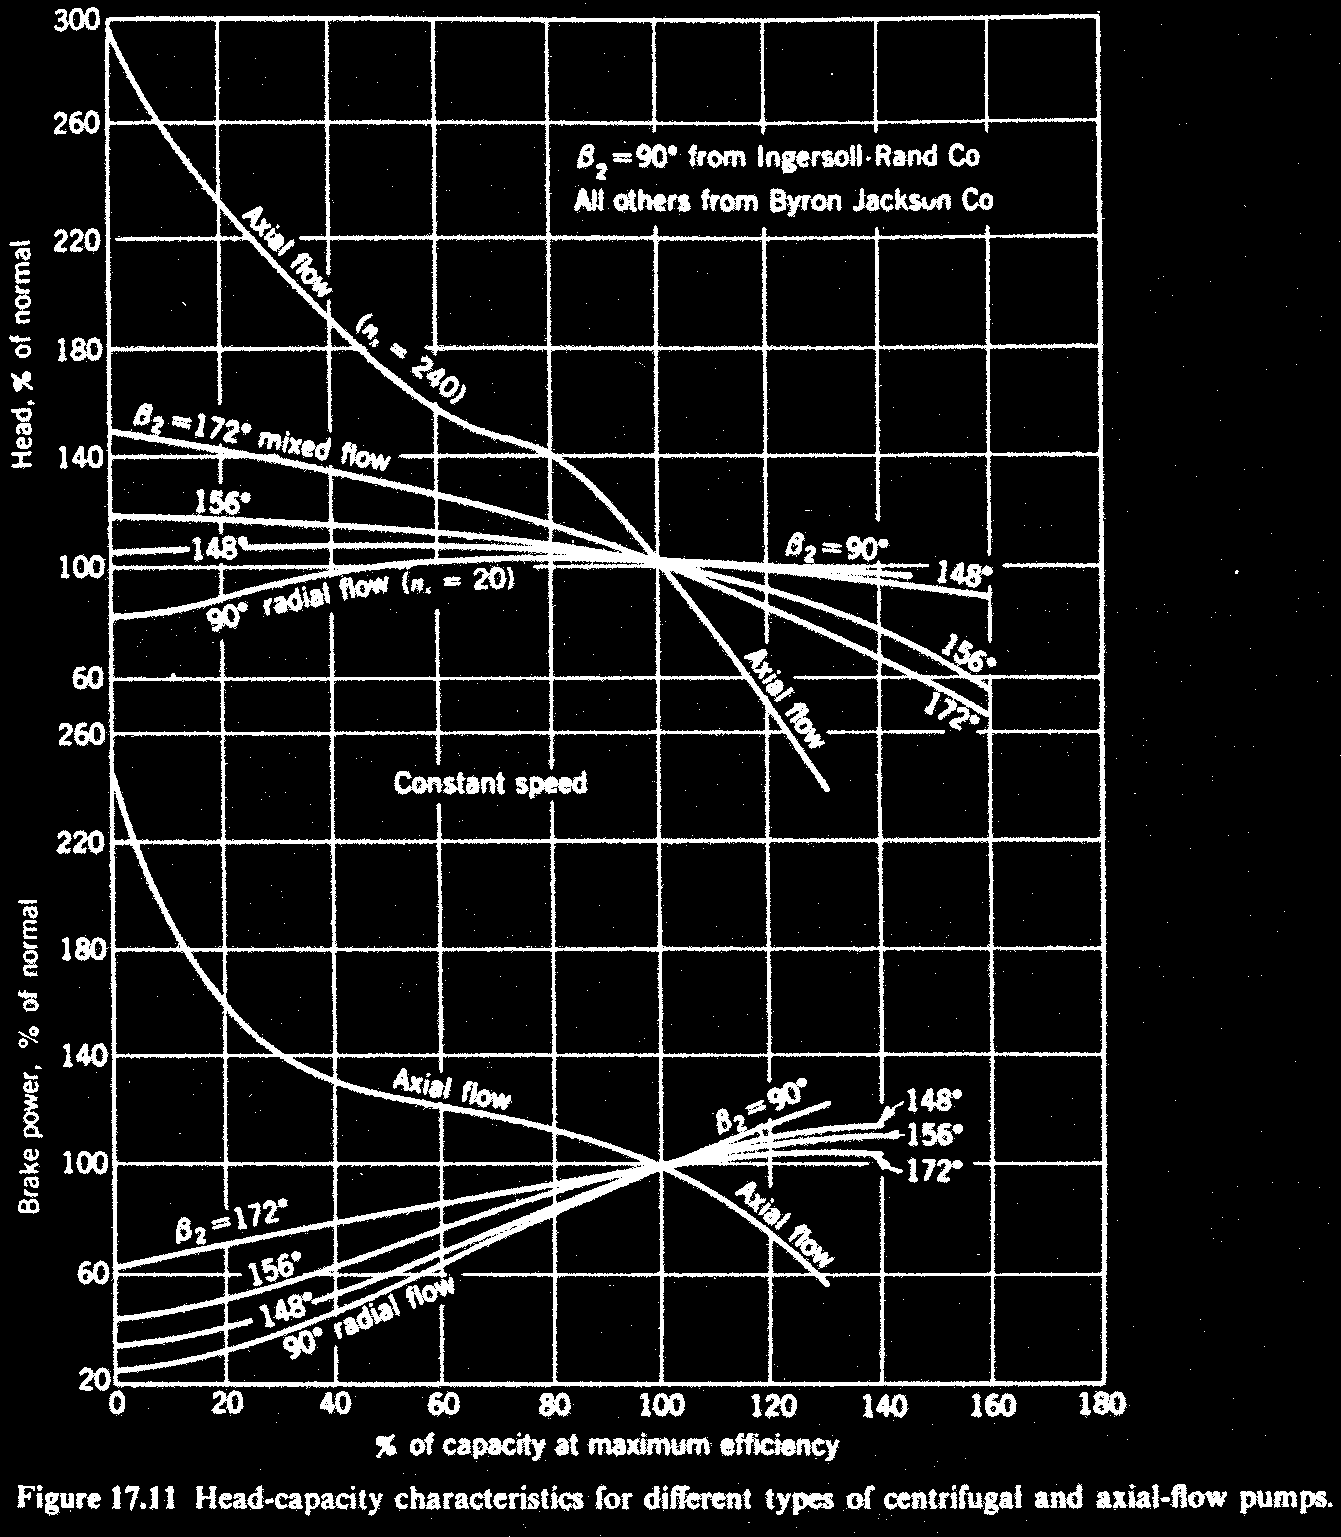 300
260
220
180
140
100
60
Head, % of normal
β₂ = 90° from Ingersoll-Rand Co
All others from Byron Jackson Co
Axial flow (nₛ = 240)
β₂ = 172° mixed flow
156°
148°
90° radial flow (nₛ = 20)
β₂ = 90°
148°
156°
172°
Axial flow
260
220
180
140
100
60
20
Brake power, % of normal
Constant speed
Axial flow
β₂ = 90°
148°
156°
172°
Axial flow
β₂ = 172°
156°
148°
90° radial flow
0 20 40 60 80 100 120 140 160 180
% of capacity at maximum efficiency
Figure 17.11 Head-capacity characteristics for different types of centrifugal and axial-flow pumps.